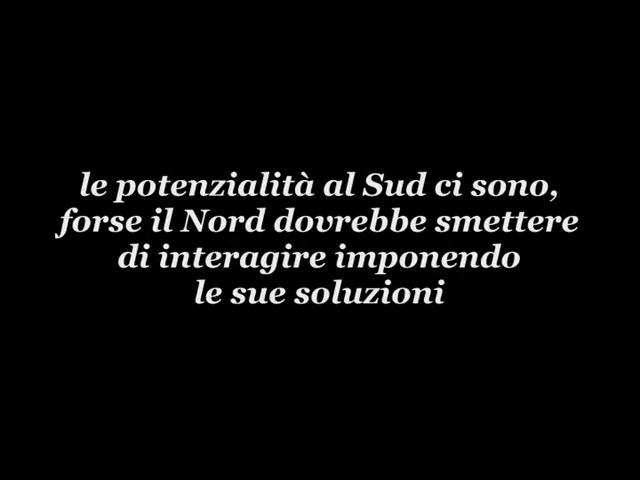 le potenzialità al Sud ci sono,
forse il Nord dovrebbe smettere
di interagire imponendo
le sue soluzioni